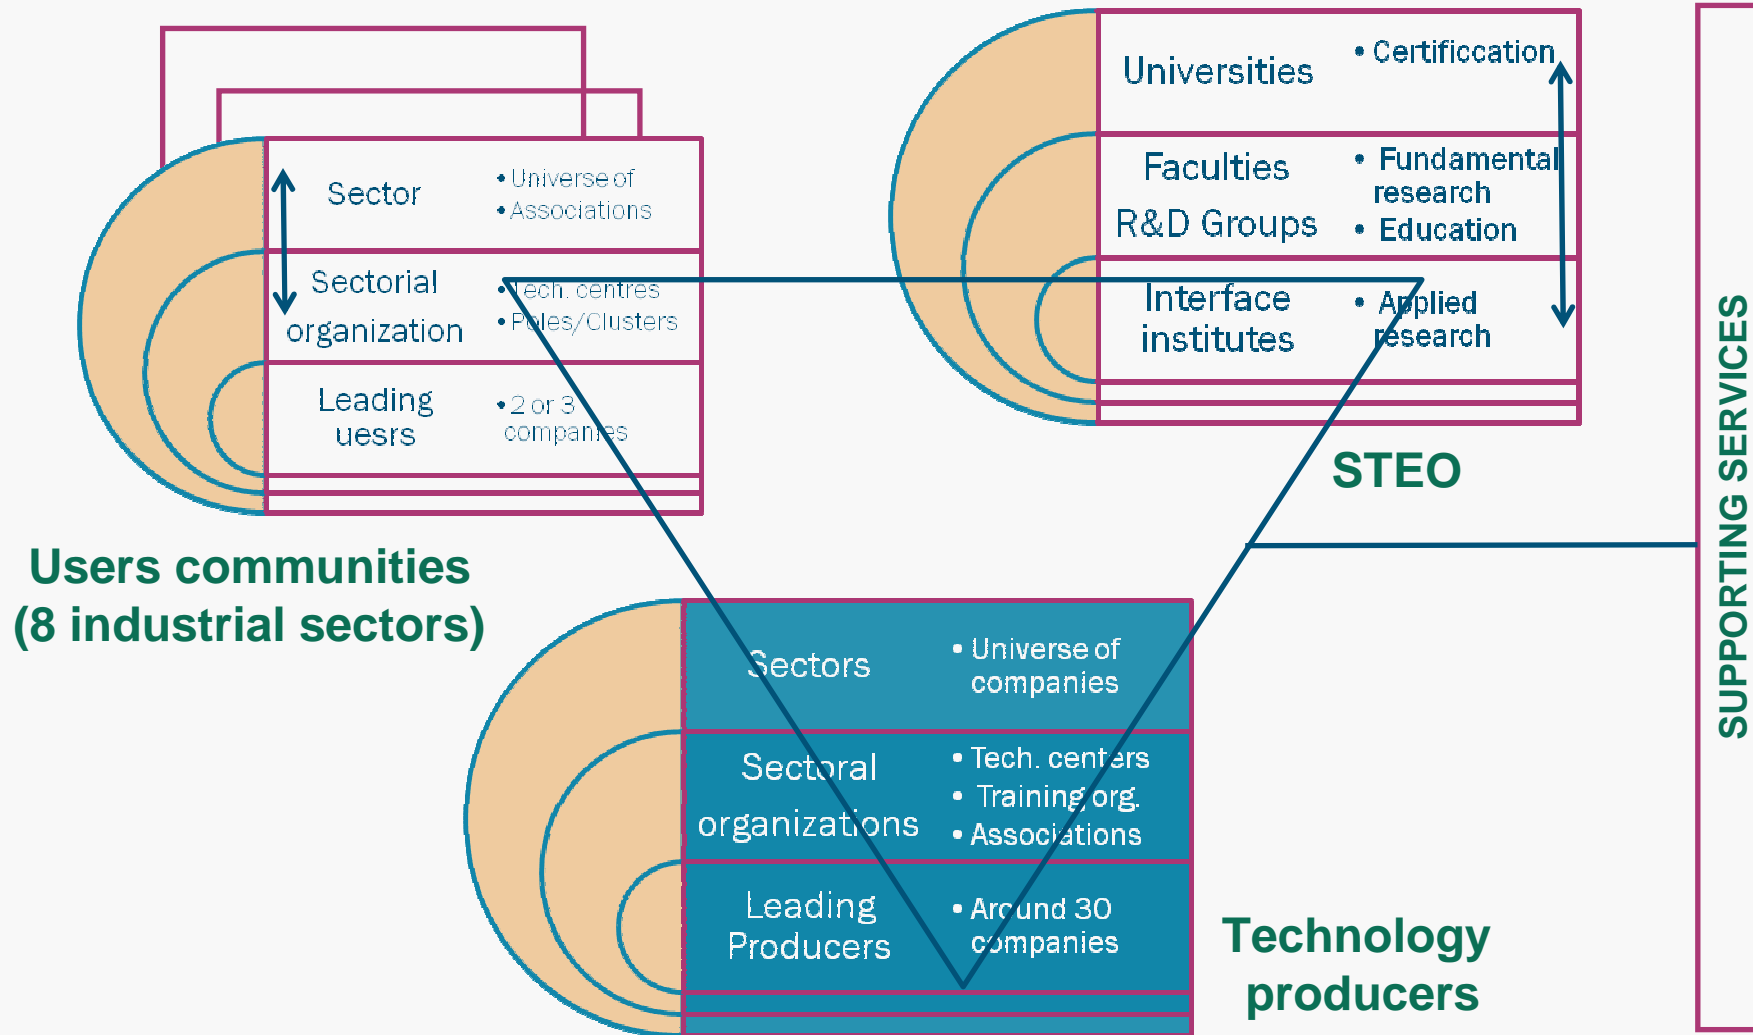 Sector
• Universe of
• Associations
Sectorial
organization
• Tech. centres
• Poles/Clusters
Leading
uesrs
• 2 or 3
companies
Users communities
(8 industrial sectors)
Universities
• Certificcation
Faculties
R&D Groups
• Fundamental
research
• Education
Interface
institutes
• Applied
research
STEO
Sectors
• Universe of
companies
Sectoral
organizations
• Tech. centers
• Training org.
• Associations
Leading
Producers
• Around 30
companies
Technology
producers
SUPPORTING SERVICES